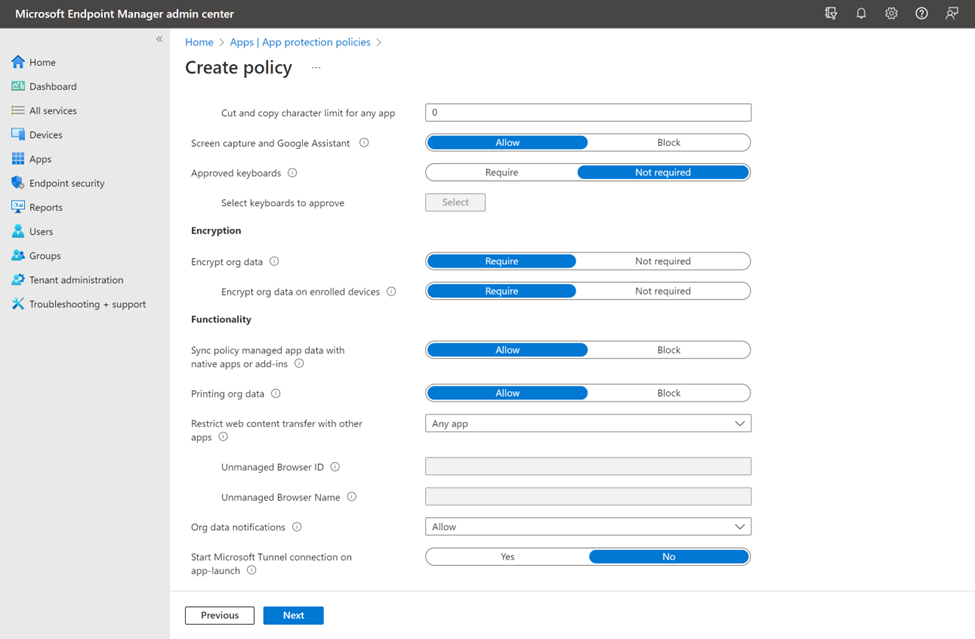 Microsoft Endpoint Manager admin center
«
Home
Dashboard
All services
Devices
Apps
Endpoint security
Reports
Users
Groups
Tenant administration
Troubleshooting + support
Home > Apps | App protection policies >
Create policy ...
Cut and copy character limit for any app 0
Screen capture and Google Assistant Allow Block
Approved keyboards Require Not required
Select keyboards to approve Select
Encryption
Encrypt org data Require Not required
Encrypt org data on enrolled devices Require Not required
Functionality
Sync policy managed app data with
native apps or add-ins Allow Block
Printing org data Allow Block
Restrict web content transfer with other
apps Any app
Unmanaged Browser ID
Unmanaged Browser Name
Org data notifications Allow
Start Microsoft Tunnel connection on
app-launch Yes No
Previous Next